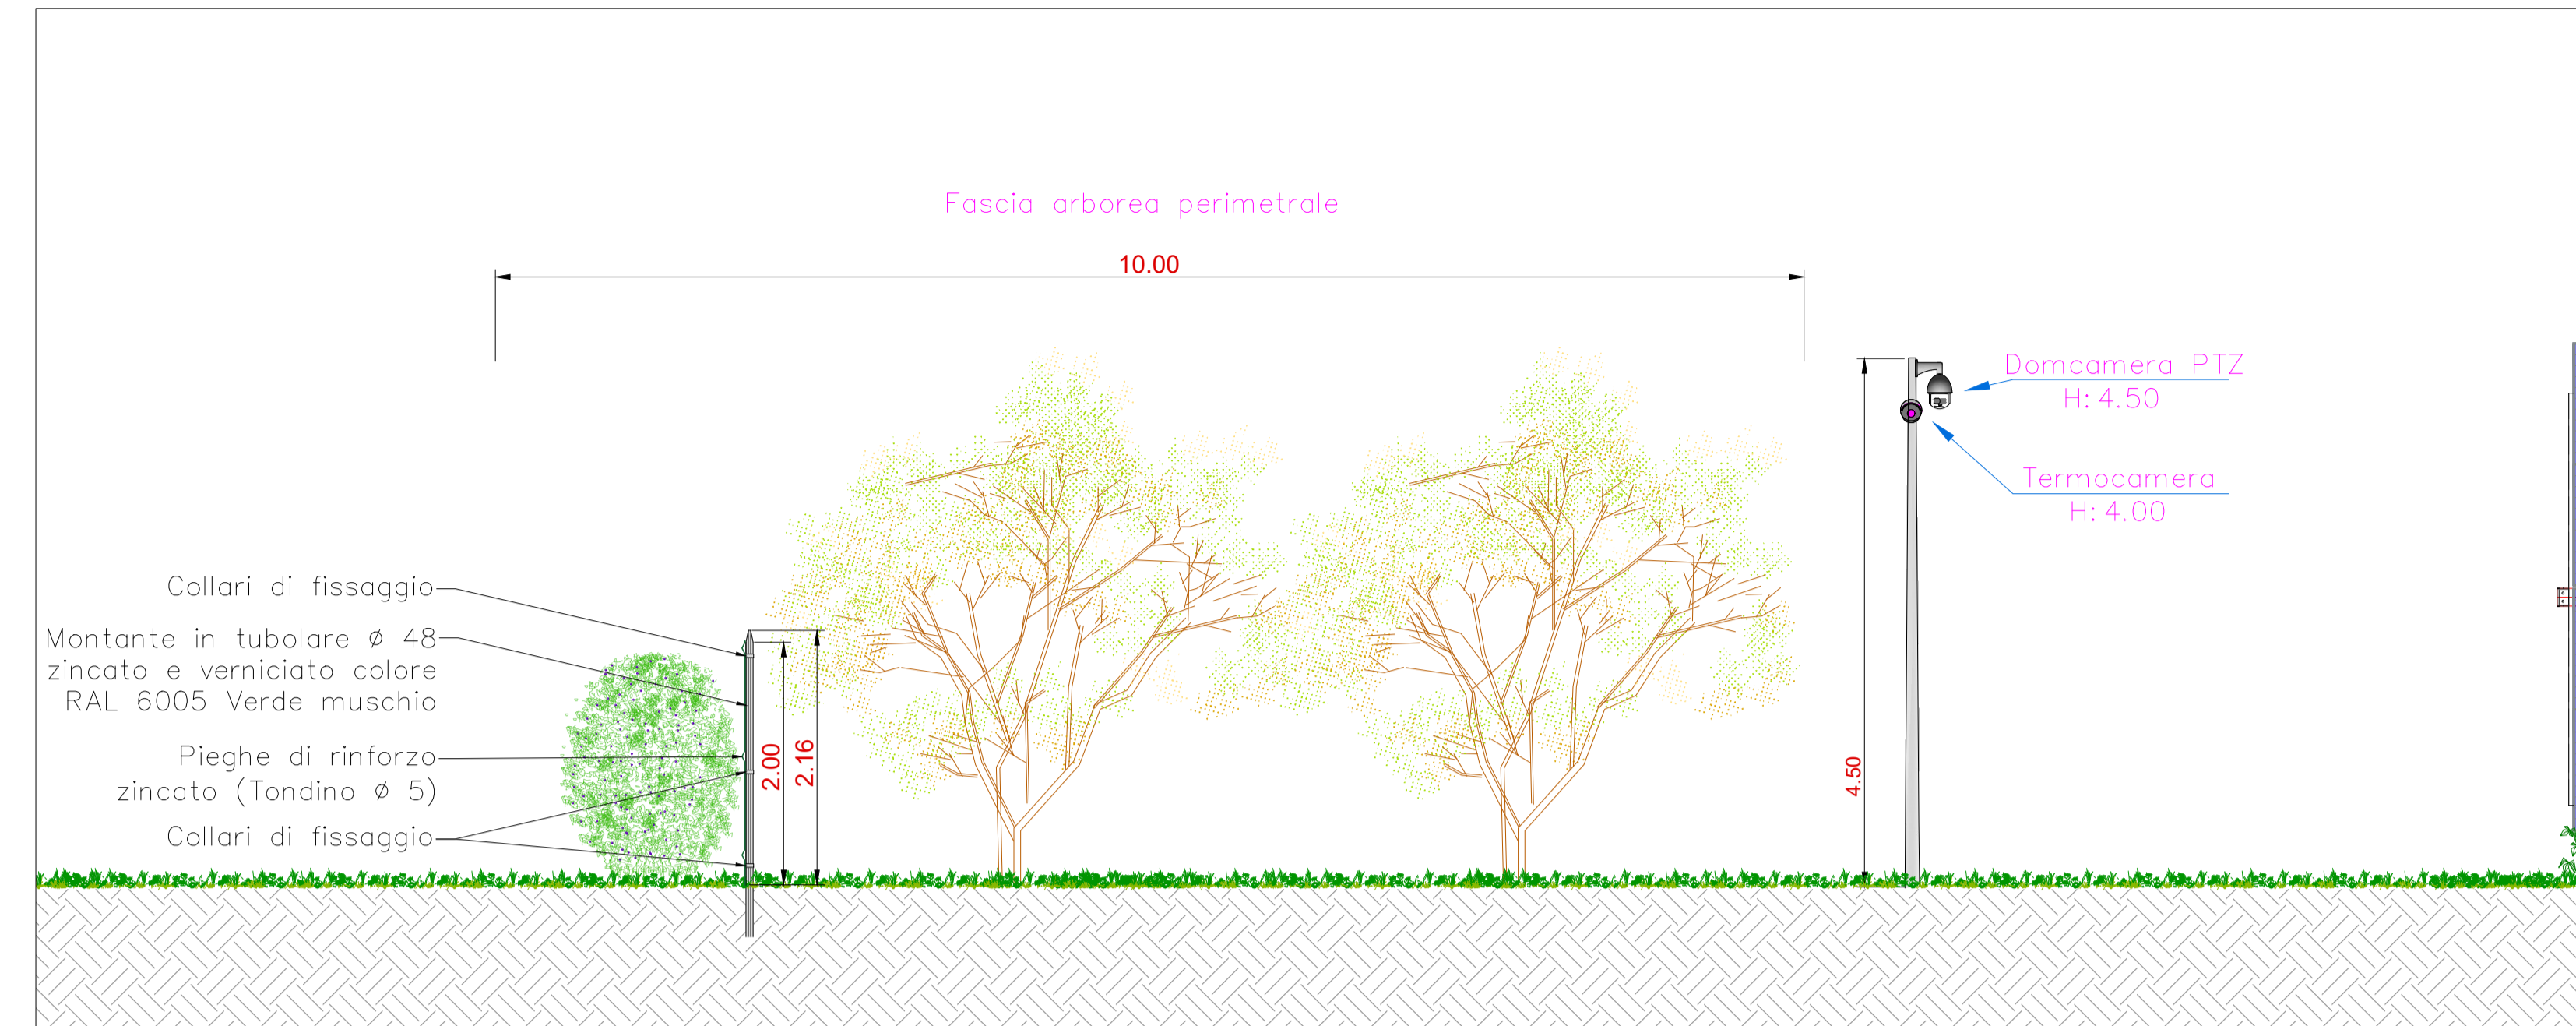 Fascia arborea perimetrale
10.00
Domcamera PTZ
H: 4.50
Termocamera
H: 4.00
Collari di fissaggio
Montante in tubolare Ø 48
zincato e verniciato colore
RAL 6005 Verde muschio
Pieghe di rinforzo
zincato (Tondino Ø 5)
Collari di fissaggio
2.00
2.16
4.50